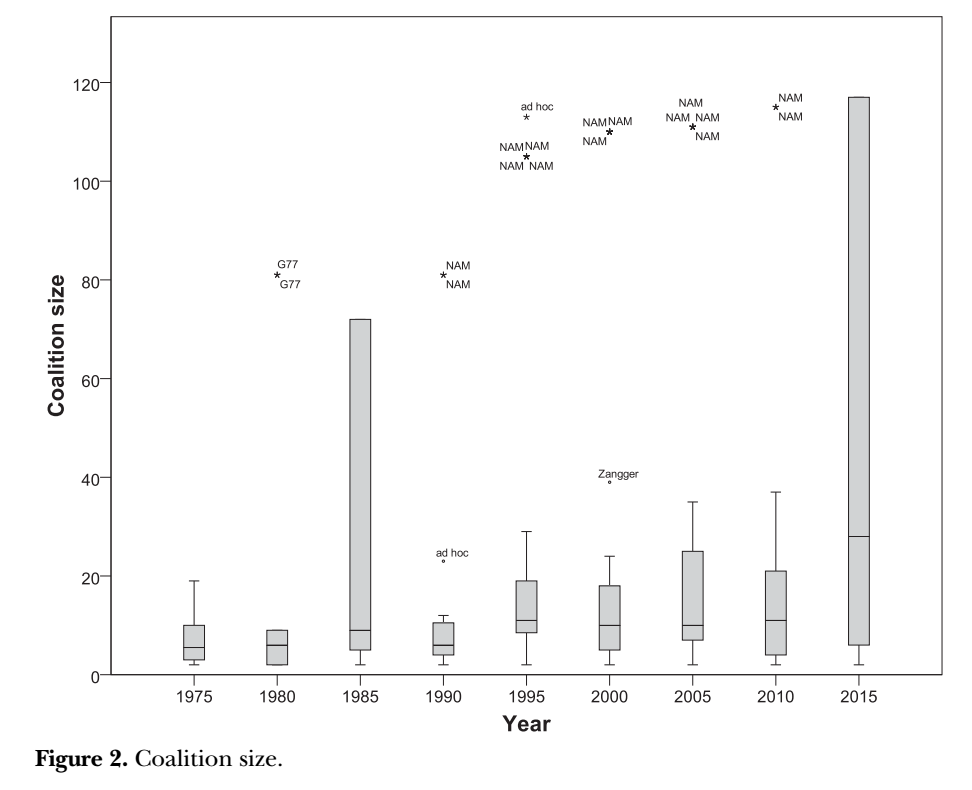 120
ad hoc
NAM
NAM
NAM NAM
NAM
NAM
NAM NAM
NAM
NAM NAM
NAM
NAM NAM
100
G77
G77
NAM
NAM
80
60
40
Zangger
ad hoc
20
0
Coalition size
1975 1980 1985 1990 1995 2000 2005 2010 2015
Year
Figure 2. Coalition size.